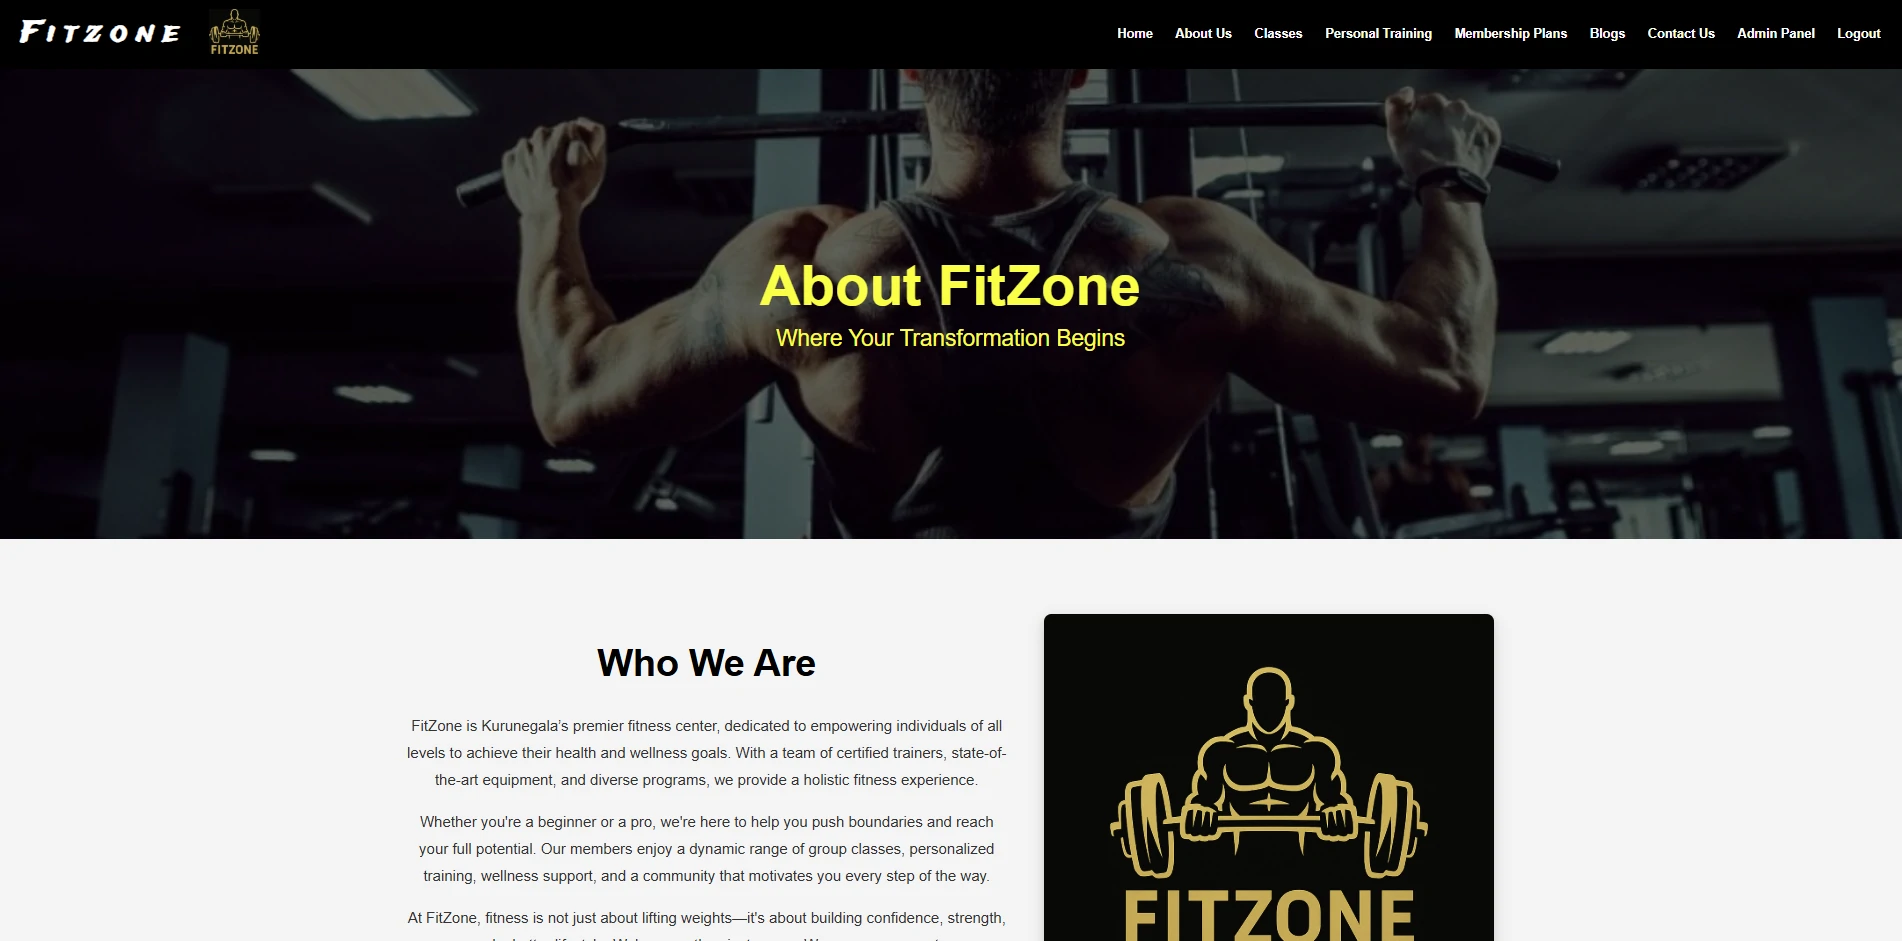 Fitzone
FITZONE
Home About Us Classes Personal Training Membership Plans Blogs Contact Us Admin Panel Logout
About FitZone
Where Your Transformation Begins
Who We Are
FitZone is Kurunegala's premier fitness center, dedicated to empowering individuals of all
levels to achieve their health and wellness goals. With a team of certified trainers, state-of-
the-art equipment, and diverse programs, we provide a holistic fitness experience.
Whether you're a beginner or a pro, we're here to help you push boundaries and reach
your full potential. Our members enjoy a dynamic range of group classes, personalized
training, wellness support, and a community that motivates you every step of the way.
At FitZone, fitness is not just about lifting weights—it's about building confidence, strength,
FITZONE